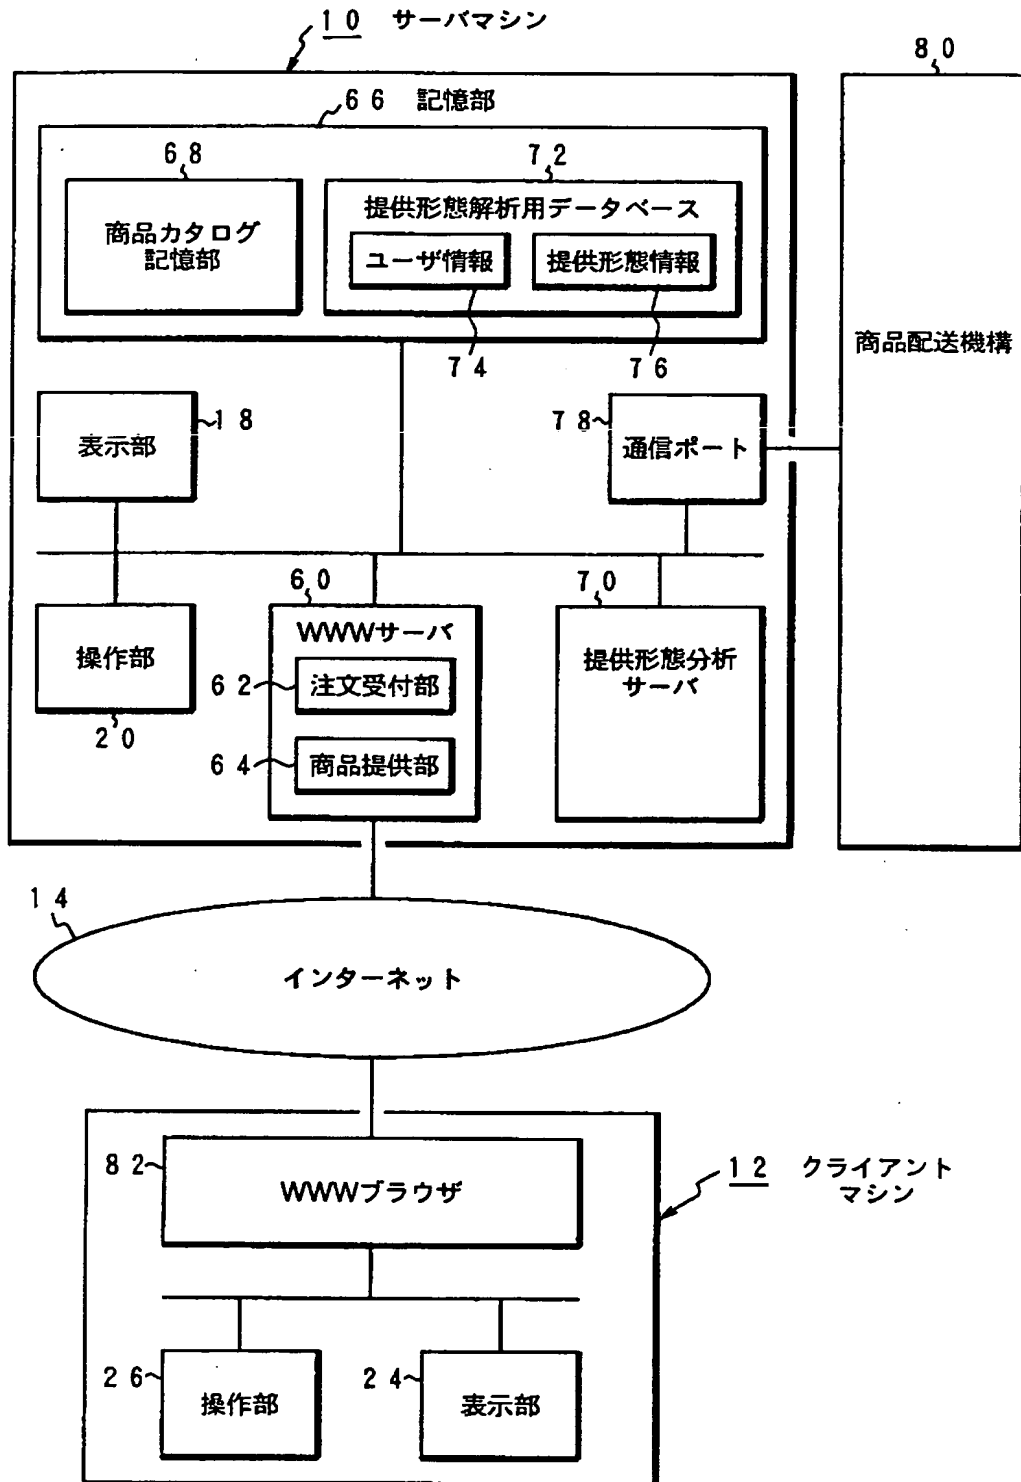 10 サーバマシン
80
66 記憶部
68
72
商品カタログ
記憶部
提供形態解析用データベース
ユーザ情報
提供形態情報
74
76
商品配送機構
表示部
18
78
通信ポート
操作部
20
60
WWWサーバ
62
注文受付部
64
商品提供部
70
提供形態分析
サーバ
14
インターネット
82
WWWブラウザ
12 クライアント
マシン
26
操作部
24
表示部